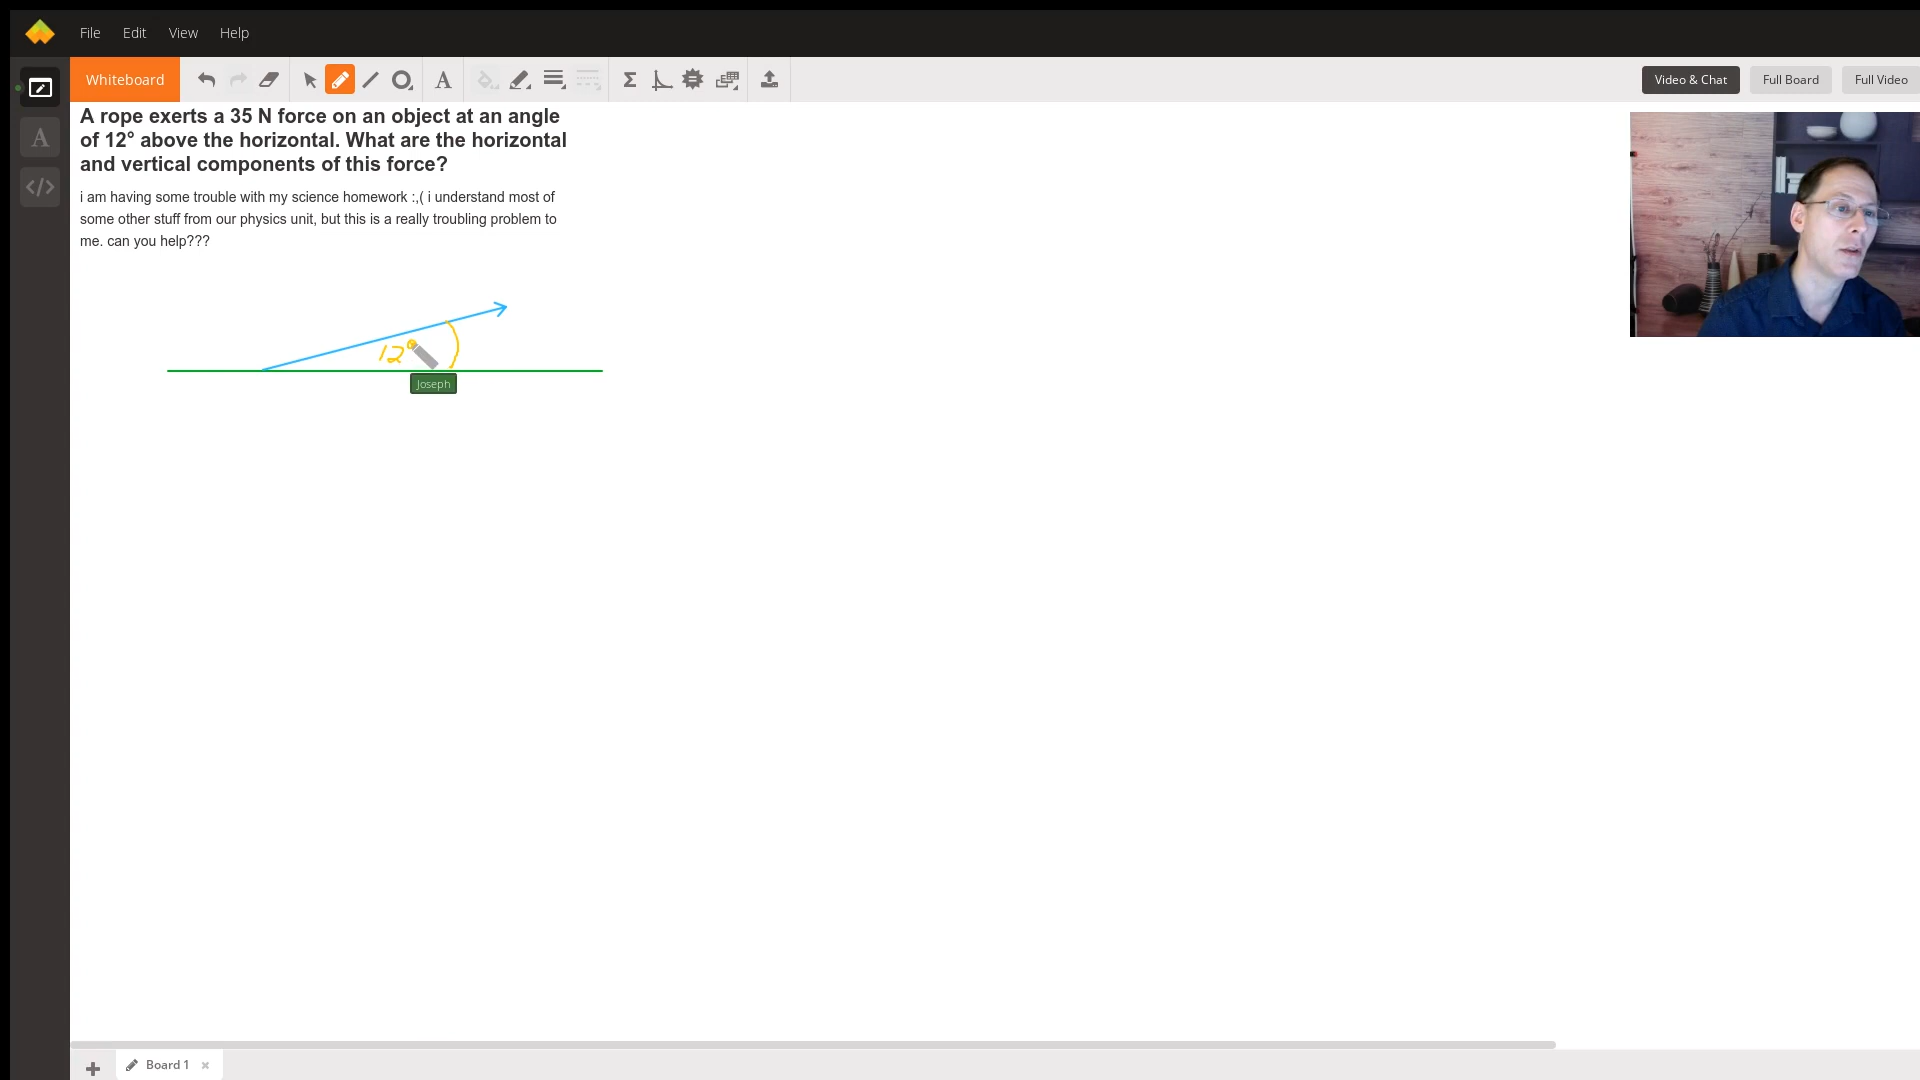 File Edit View Help
Whiteboard
Video & Chat Full Board Full Video
A rope exerts a 35 N force on an object at an angle
of 12° above the horizontal. What are the horizontal
and vertical components of this force?
i am having some trouble with my science homework :,( i understand most of
some other stuff from our physics unit, but this is a really troubling problem to
me. can you help???
12°
Joseph
Board 1